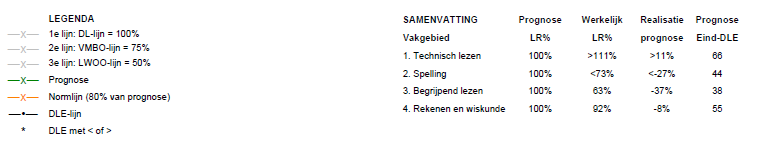 LEGENDA
1e lijn: DL-lijn = 100%
2e lijn: VMBO-lijn = 75%
3e lijn: LWOO-lijn = 50%
Prognose
Normlijn (80% van prognose)
DLE-lijn
* DLE met < of >
SAMENVATTING Prognose Werkelijk Realisatie Prognose
Vakgebied LR% LR% prognose Eind-DLE
1. Technisch lezen 100% >111% >11% 66
2. Spelling 100% <73% <-27% 44
3. Begrijpend lezen 100% 63% -37% 38
4. Rekenen en wiskunde 100% 92% -8% 55